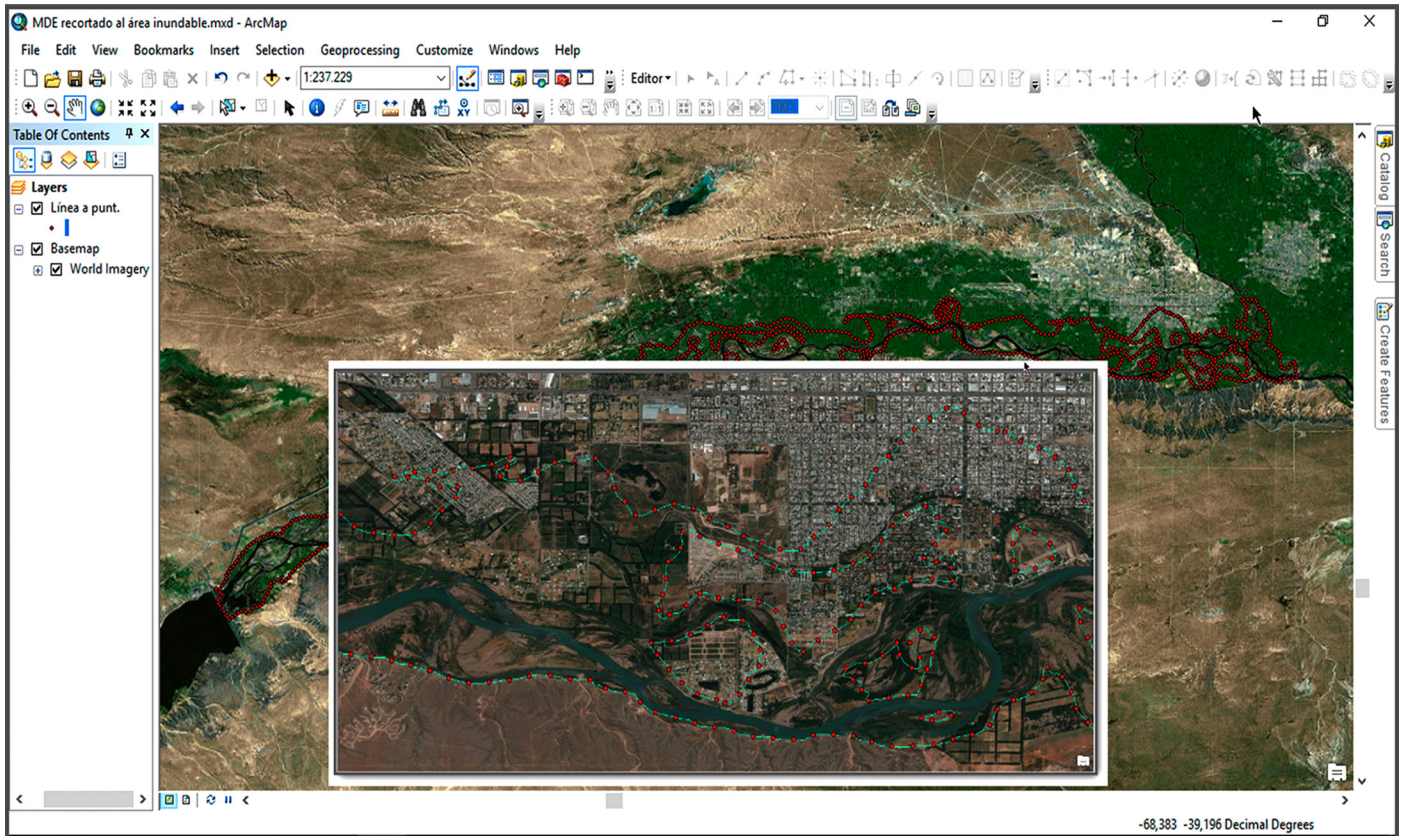 MDE recortado al área inundable.mxd - ArcMap
File Edit View Bookmarks Insert Selection Geoprocessing Customize Windows Help
1:237.229 Editor
100%
Table Of Contents
Layers
Línea a punt.
Basemap
World Imagery
Catalog
Search
Create Features
-68,383 -39,196 Decimal Degrees